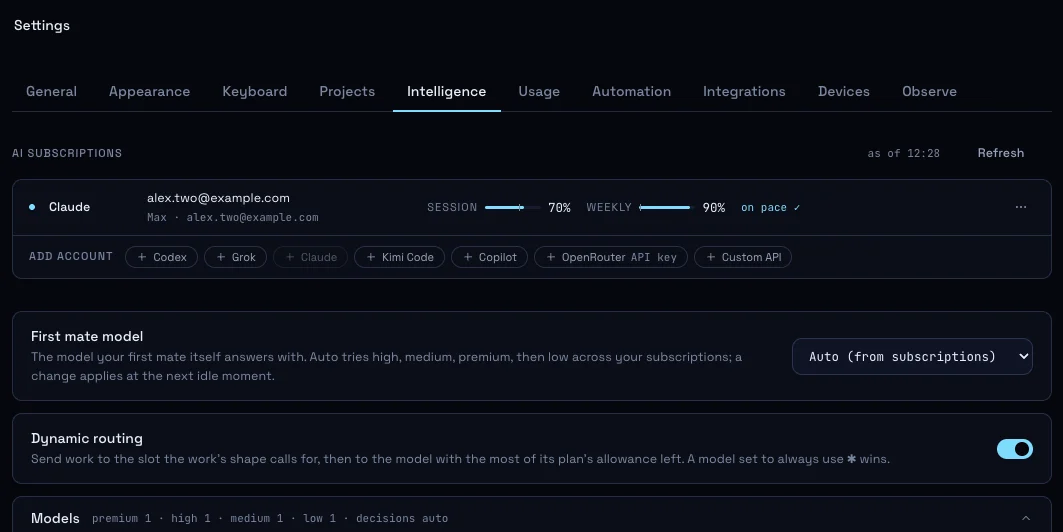 Settings
General Appearance Keyboard Projects Intelligence Usage Automation Integrations Devices Observe
AI SUBSCRIPTIONS as of 12:28 Refresh
Claude alex.two@example.com SESSION 70% WEEKLY 90% on pace ✓ ···
Max · alex.two@example.com
ADD ACCOUNT + Codex + Grok + Claude + Kimi Code + Copilot + OpenRouter API key + Custom API
First mate model
The model your first mate itself answers with. Auto tries high, medium, premium, then low across your subscriptions; a
change applies at the next idle moment.
Auto (from subscriptions)
Dynamic routing
Send work to the slot the work's shape calls for, then to the model with the most of its plan's allowance left. A model set to always use ✱ wins.
Models premium 1 · high 1 · medium 1 · low 1 · decisions auto